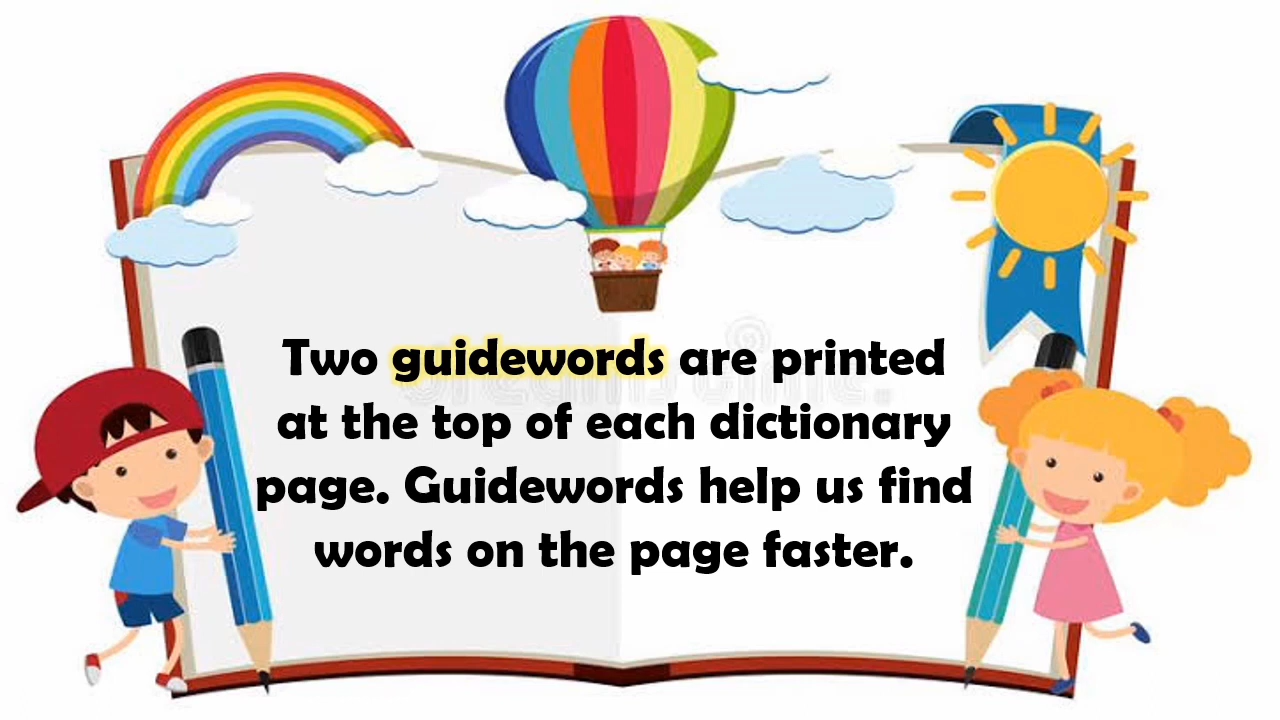 Two guidewords are printed
at the top of each dictionary
page. Guidewords help us find
words on the page faster.